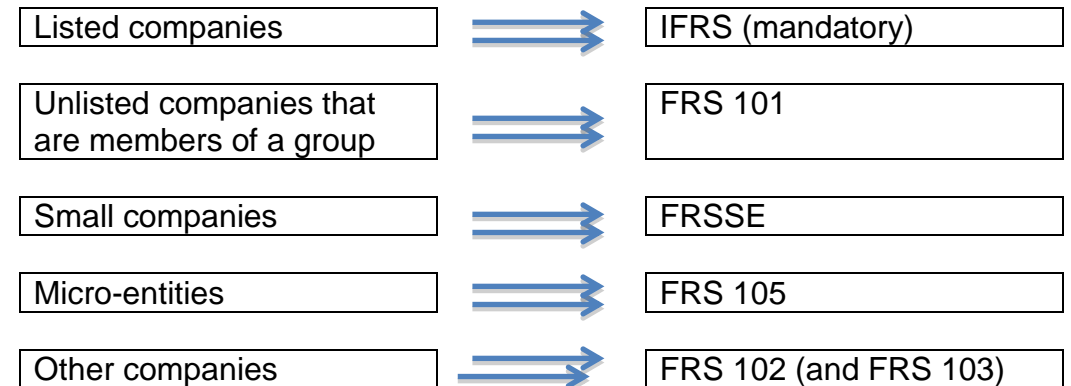 Listed companies
IFRS (mandatory)
Unlisted companies that
are members of a group
FRS 101
Small companies
FRSSE
Micro-entities
FRS 105
Other companies
FRS 102 (and FRS 103)